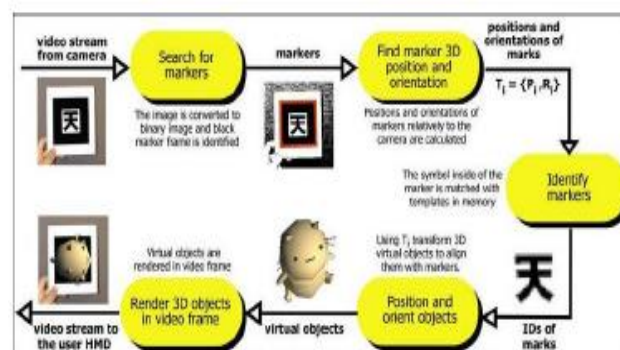 video stream
from camera
Search for
markers
The image is converted to
binary image and black
marker frame is identified
天
markers
天
Find marker 3D
position and
orientation
Positions and orientations of
markers relatively to the
camera are calculated
positions and
orientations of
marks
Tᵢ = {Pᵢ ,Rᵢ}
Identify
markers
The symbol inside of the
marker is matched with
templates in memory
天
IDs of
marks
Using Tᵢ transform 3D
virtual objects to align
them with markers.
Position and
orient objects
virtual objects
Virtual objects are
rendered in video frame
Render 3D objects
in video frame
video stream to
the user HMD